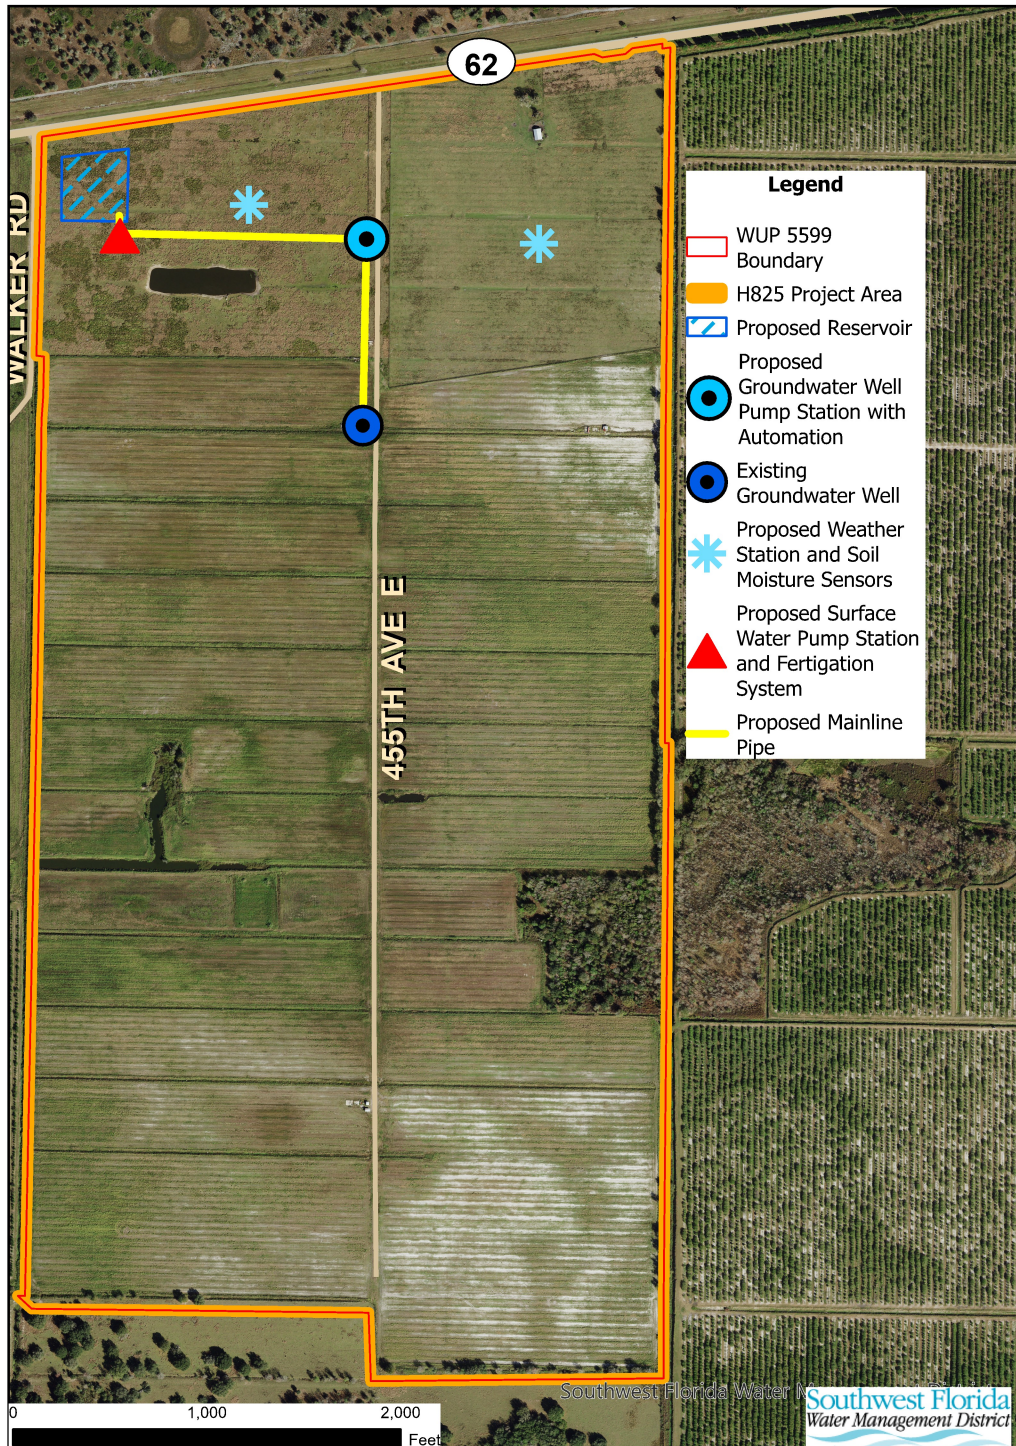 62
WALKER RD
455TH AVE E
Legend
WUP 5599
Boundary
H825 Project Area
Proposed Reservoir
Proposed
Groundwater Well
Pump Station with
Automation
Existing
Groundwater Well
Proposed Weather
Station and Soil
Moisture Sensors
Proposed Surface
Water Pump Station
and Fertigation
System
Proposed Mainline
Pipe
Southwest Florida Water
Southwest Florida
Water Management District
0 1,000 2,000
Feet